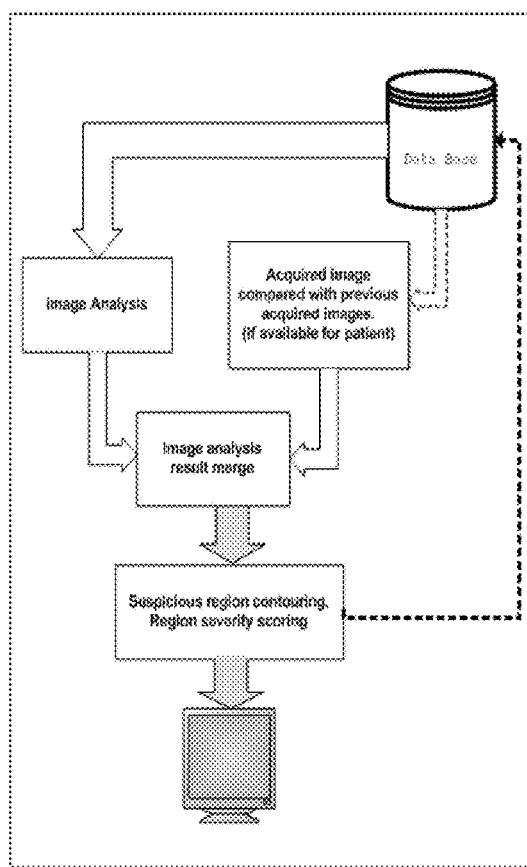 Data Base
Image Analysis
Acquired image
compared with previous
acquired images.
(if available for patient)
Image analysis
result merge
Suspicious region contouring.
Region severity scoring